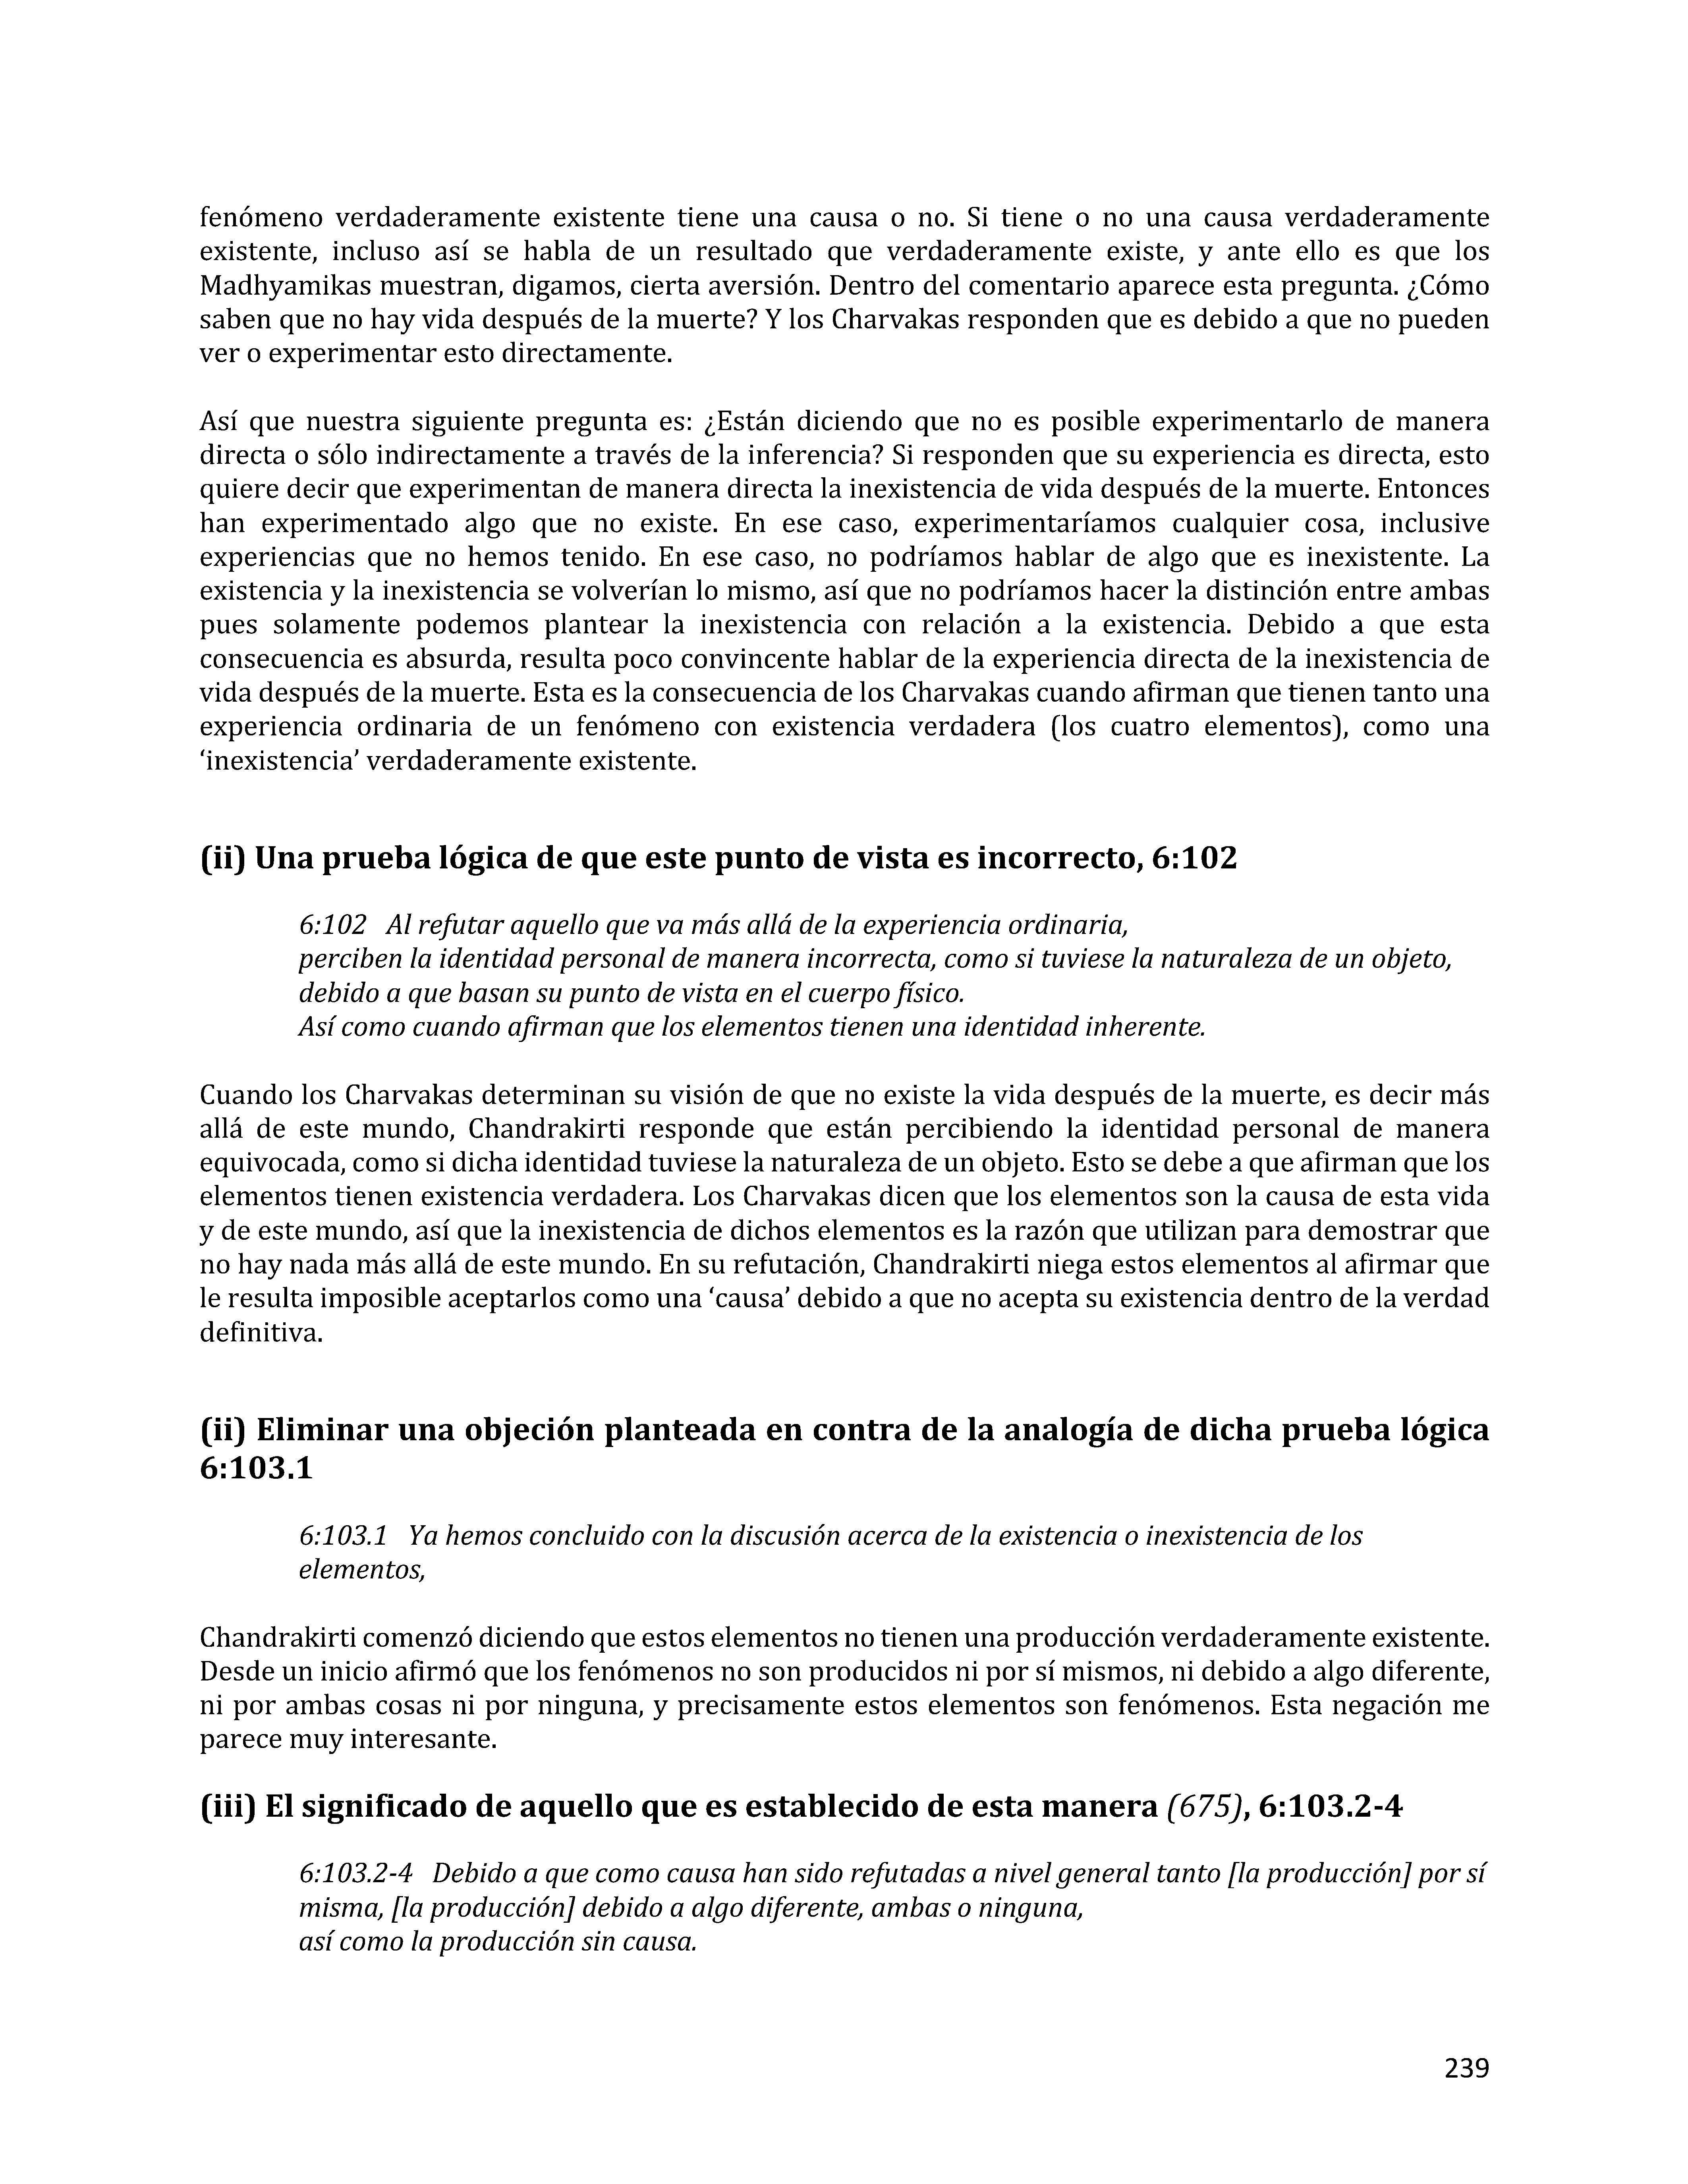 fenómeno verdaderamente existente tiene una causa o no. Si tiene o no una causa verdaderamente
existente, incluso así se habla de un resultado que verdaderamente existe, y ante ello es que los
Madhyamikas muestran, digamos, cierta aversión. Dentro del comentario aparece esta pregunta. ¿Cómo
saben que no hay vida después de la muerte? Y los Charvakas responden que es debido a que no pueden
ver o experimentar esto directamente.
Así que nuestra siguiente pregunta es: ¿Están diciendo que no es posible experimentarlo de manera
directa o sólo indirectamente a través de la inferencia? Si responden que su experiencia es directa, esto
quiere decir que experimentan de manera directa la inexistencia de vida después de la muerte. Entonces
han experimentado algo que no existe. En ese caso, experimentaríamos cualquier cosa, inclusive
experiencias que no hemos tenido. En ese caso, no podríamos hablar de algo que es inexistente. La
existencia y la inexistencia se volverían lo mismo, así que no podríamos hacer la distinción entre ambas
pues solamente podemos plantear la inexistencia con relación a la existencia. Debido a que esta
consecuencia es absurda, resulta poco convincente hablar de la experiencia directa de la inexistencia de
vida después de la muerte. Esta es la consecuencia de los Charvakas cuando afirman que tienen tanto una
experiencia ordinaria de un fenómeno con existencia verdadera (los cuatro elementos), como una
‘inexistencia’ verdaderamente existente.
(ii) Una prueba lógica de que este punto de vista es incorrecto, 6:102
6:102 Al refutar aquello que va más allá de la experiencia ordinaria,
perciben la identidad personal de manera incorrecta, como si tuviese la naturaleza de un objeto,
debido a que basan su punto de vista en el cuerpo físico.
Así como cuando afirman que los elementos tienen una identidad inherente.
Cuando los Charvakas determinan su visión de que no existe la vida después de la muerte, es decir más
allá de este mundo, Chandrakirti responde que están percibiendo la identidad personal de manera
equivocada, como si dicha identidad tuviese la naturaleza de un objeto. Esto se debe a que afirman que los
elementos tienen existencia verdadera. Los Charvakas dicen que los elementos son la causa de esta vida
y de este mundo, así que la inexistencia de dichos elementos es la razón que utilizan para demostrar que
no hay nada más allá de este mundo. En su refutación, Chandrakirti niega estos elementos al afirmar que
le resulta imposible aceptarlos como una ‘causa’ debido a que no acepta su existencia dentro de la verdad
definitiva.
(ii) Eliminar una objeción planteada en contra de la analogía de dicha prueba lógica
6:103.1
6:103.1 Ya hemos concluido con la discusión acerca de la existencia o inexistencia de los
elementos,
Chandrakirti comenzó diciendo que estos elementos no tienen una producción verdaderamente existente.
Desde un inicio afirmó que los fenómenos no son producidos ni por sí mismos, ni debido a algo diferente,
ni por ambas cosas ni por ninguna, y precisamente estos elementos son fenómenos. Esta negación me
parece muy interesante.
(iii) El significado de aquello que es establecido de esta manera (675), 6:103.2-4
6:103.2-4 Debido a que como causa han sido refutadas a nivel general tanto [la producción] por sí
misma, [la producción] debido a algo diferente, ambas o ninguna,
así como la producción sin causa.
239